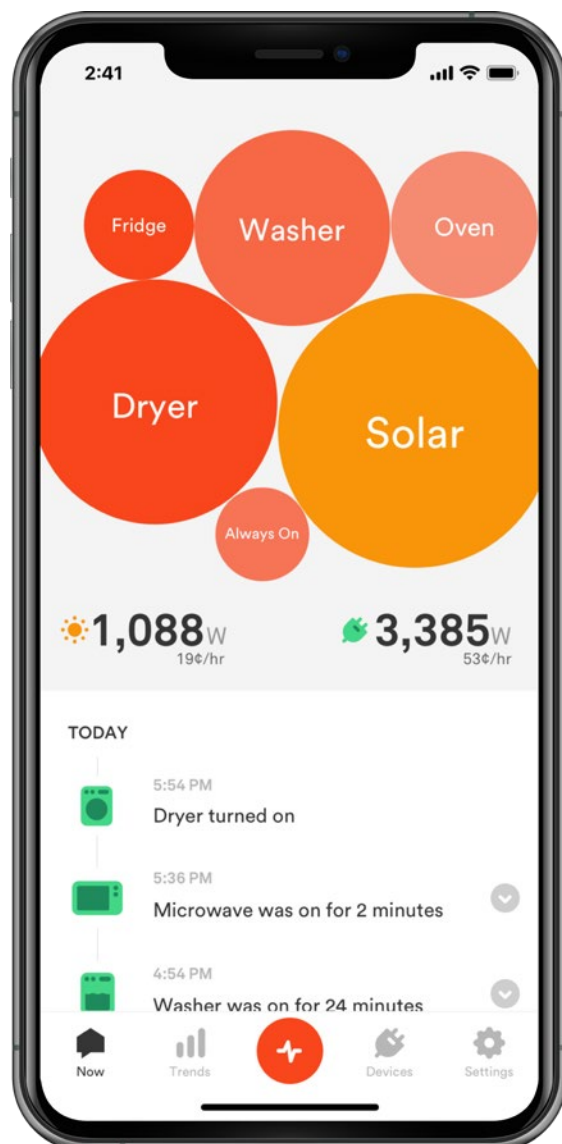 2:41
Fridge
Washer
Oven
Dryer
Solar
Always On
1,088W
19¢/hr
3,385W
53¢/hr
TODAY
5:54 PM
Dryer turned on
5:36 PM
Microwave was on for 2 minutes
4:54 PM
Washer was on for 24 minutes
Now
Trends
Devices
Settings